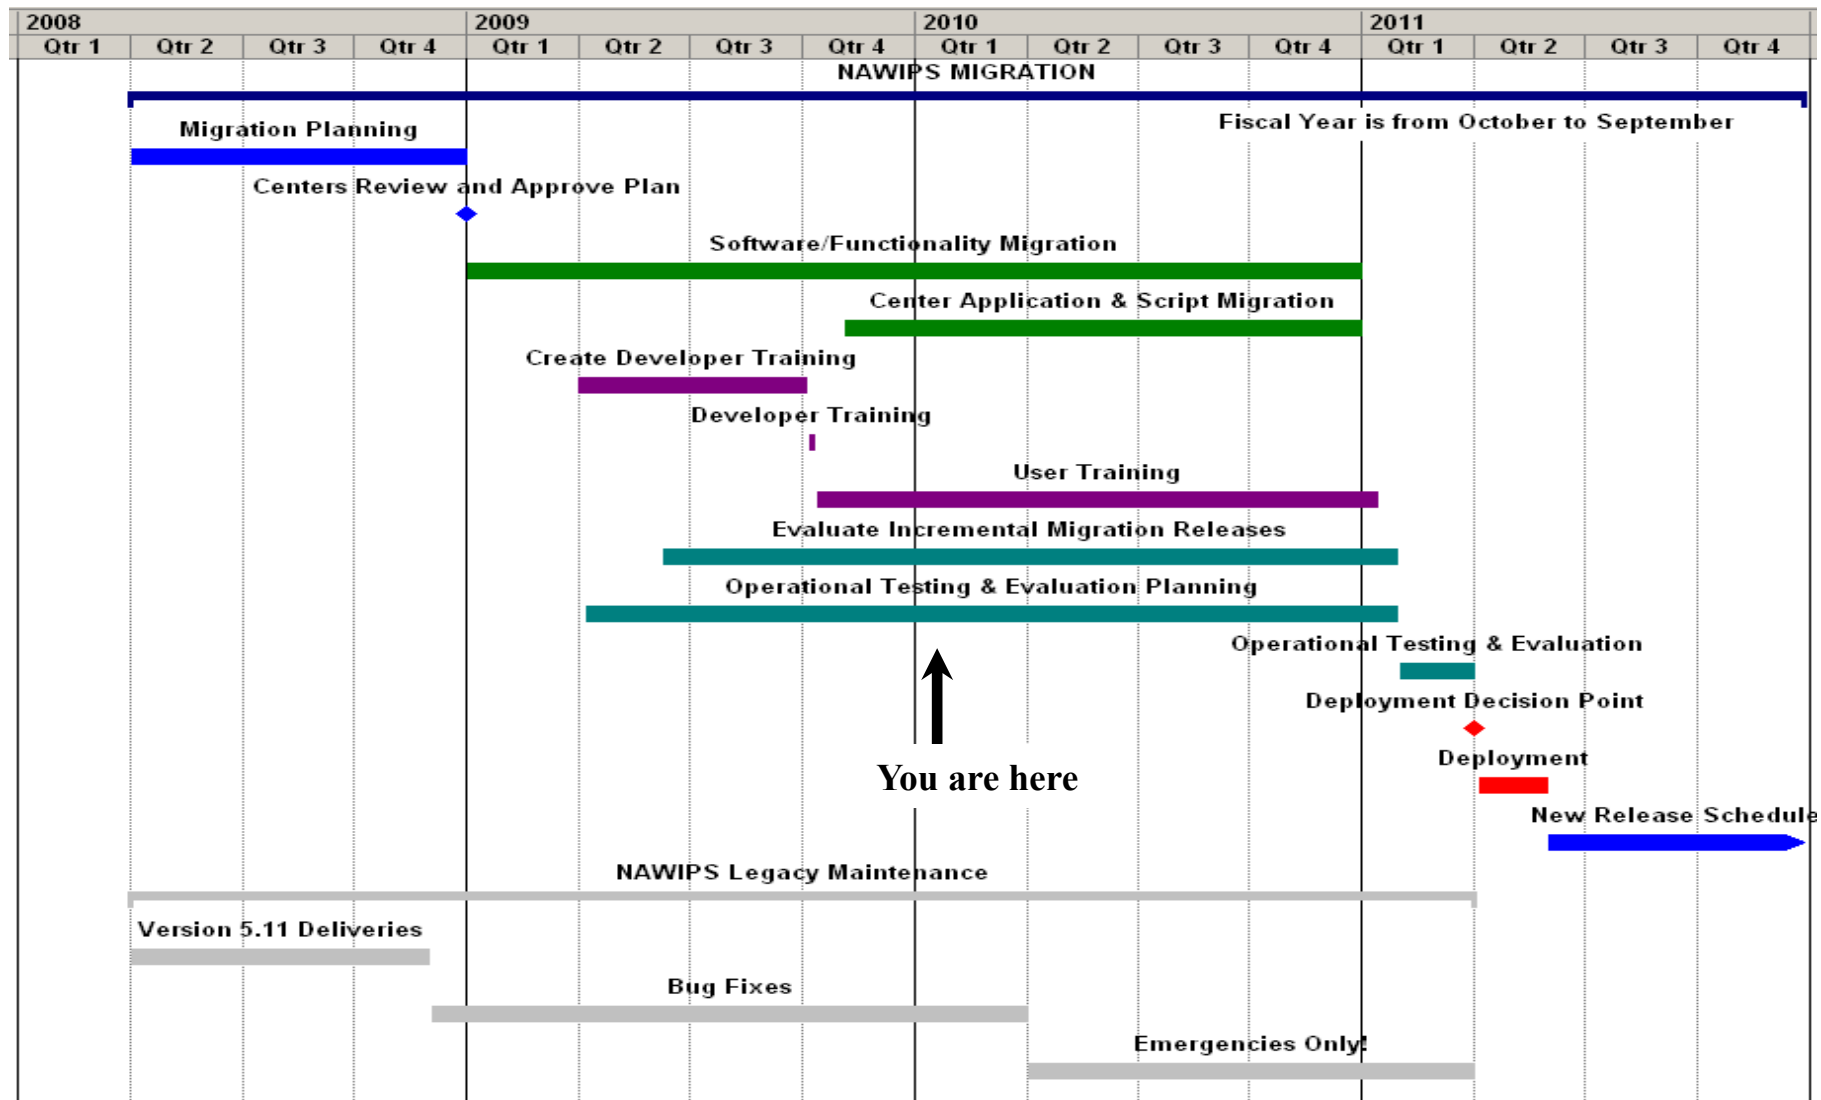 2008 2009 2010 2011
Qtr 1 Qtr 2 Qtr 3 Qtr 4 Qtr 1 Qtr 2 Qtr 3 Qtr 4 Qtr 1 Qtr 2 Qtr 3 Qtr 4 Qtr 1 Qtr 2 Qtr 3 Qtr 4
NAWIPS MIGRATION
Fiscal Year is from October to September
Migration Planning
Centers Review and Approve Plan
Software/Functionality Migration
Center Application & Script Migration
Create Developer Training
Developer Training
User Training
Evaluate Incremental Migration Releases
Operational Testing & Evaluation Planning
Operational Testing & Evaluation
Deployment Decision Point
Deployment
You are here
New Release Schedule
NAWIPS Legacy Maintenance
Version 5.11 Deliveries
Bug Fixes
Emergencies Only!